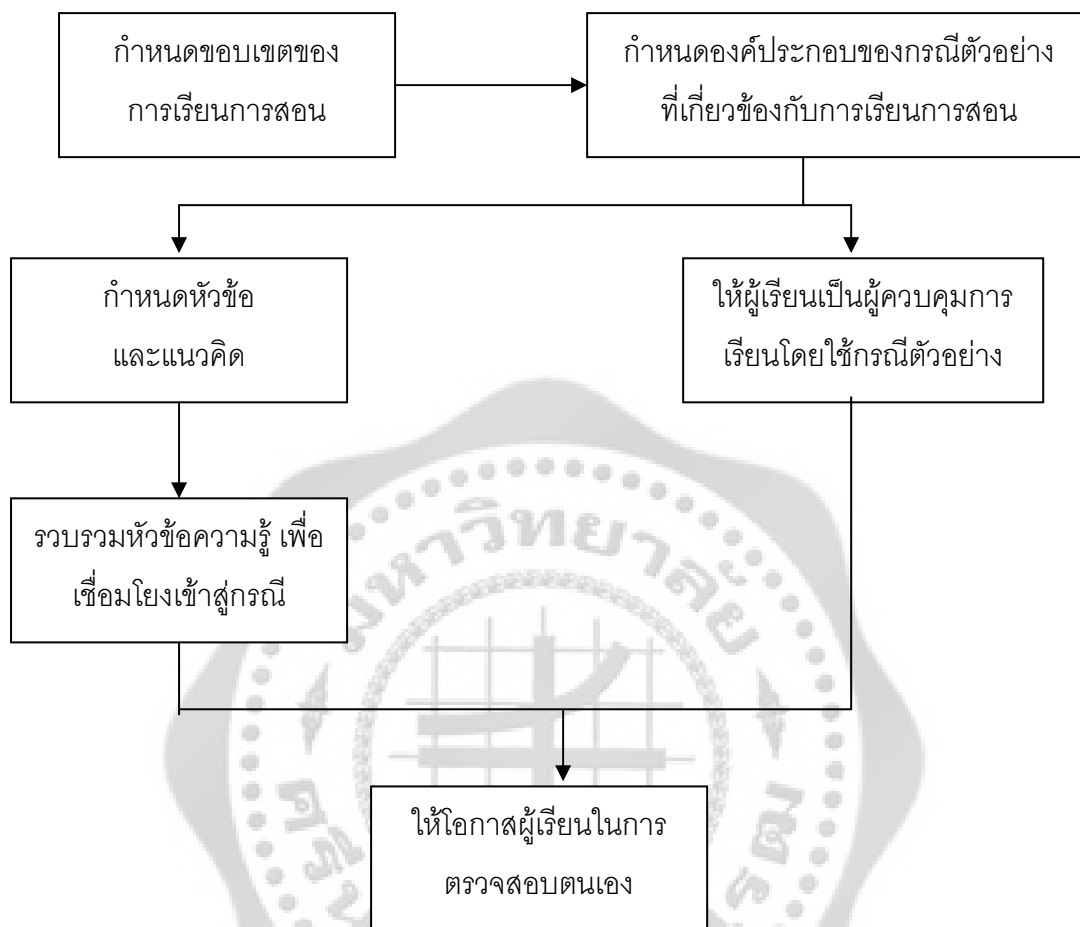 กำหนดขอบเขตของ
การเรียนการสอน
กำหนดองค์ประกอบของกรณีตัวอย่าง
ที่เกี่ยวข้องกับการเรียนการสอน
กำหนดหัวข้อ
และแนวคิด
ให้ผู้เรียนเป็นผู้ควบคุมการ
เรียนโดยใช้กรณีตัวอย่าง
รวบรวมหัวข้อความรู้ เพื่อ
เชื่อมโยงเข้าสู่กรณี
มหาวิทยาลัย
ให้โอกาสผู้เรียนในการ
ตรวจสอบตนเอง